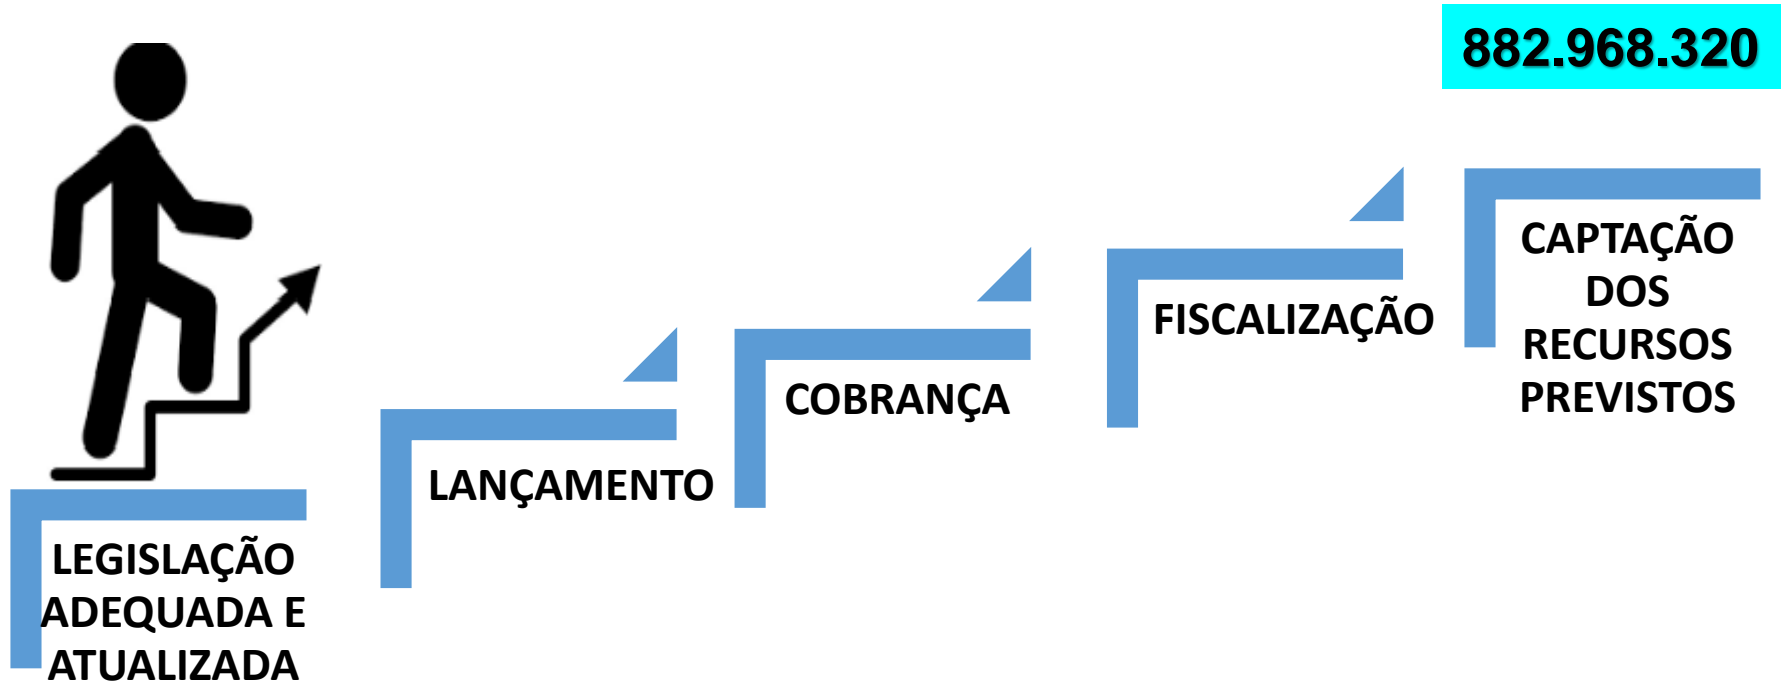 882.968.320
LEGISLAÇÃO
ADEQUADA E
ATUALIZADA
LANÇAMENTO
COBRANÇA
FISCALIZAÇÃO
CAPTAÇÃO
DOS
RECURSOS
PREVISTOS